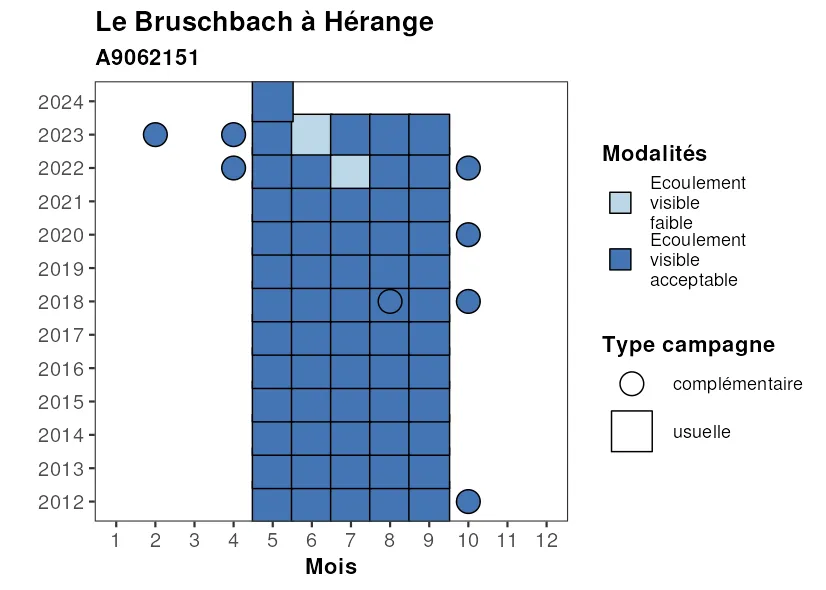 Le Bruschbach à Hérange
A9062151
2024
2023
2022
2021
2020
2019
2018
2017
2016
2015
2014
2013
2012
1 2 3 4 5 6 7 8 9 10 11 12
Mois
Modalités
Ecoulement
visible
faible
Ecoulement
visible
acceptable
Type campagne
complémentaire
usuelle